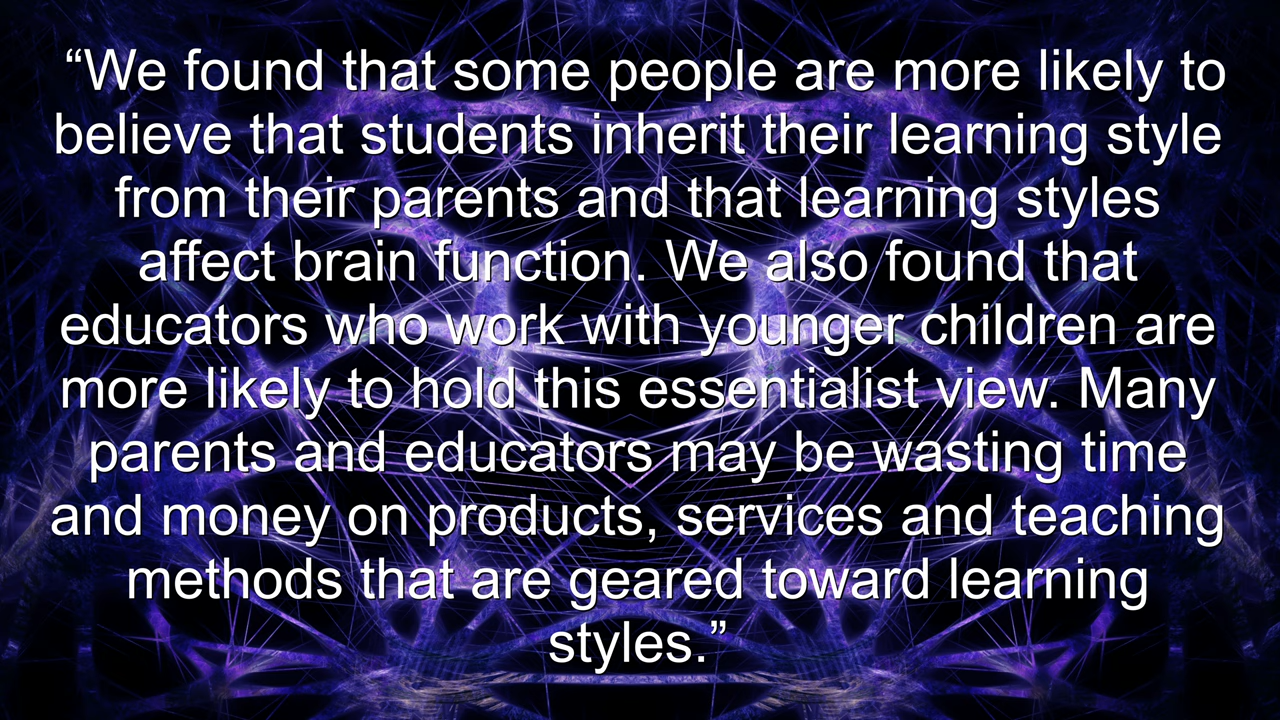 “We found that some people are more likely to
believe that students inherit their learning style
from their parents and that learning styles
affect brain function. We also found that
educators who work with younger children are
more likely to hold this essentialist view. Many
parents and educators may be wasting time
and money on products, services and teaching
methods that are geared toward learning
styles.”